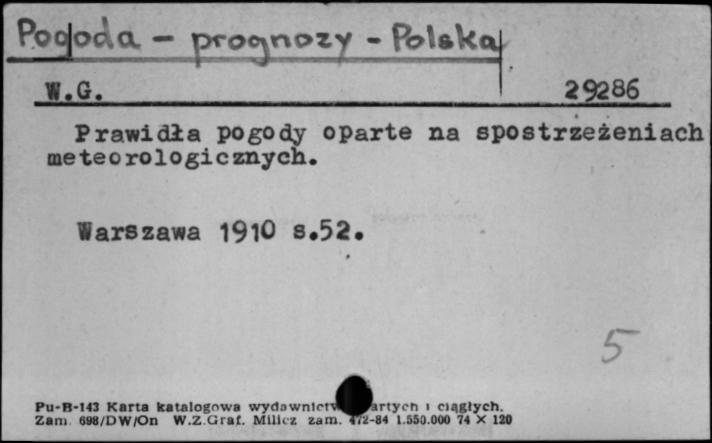 Pogoda - prognozy - Polska
W.G. 29286
Prawidła pogody oparte na spostrzeżeniach
meteorologicznych.
Warszawa 1910 s.52.
5
Pu-B-143 Karta katalogowa wydawnictw artych i ciągłych.
Zam. 698/DW/On W.Z.Graf. Milicz zam. 472-84 1.550.000 74 X 120